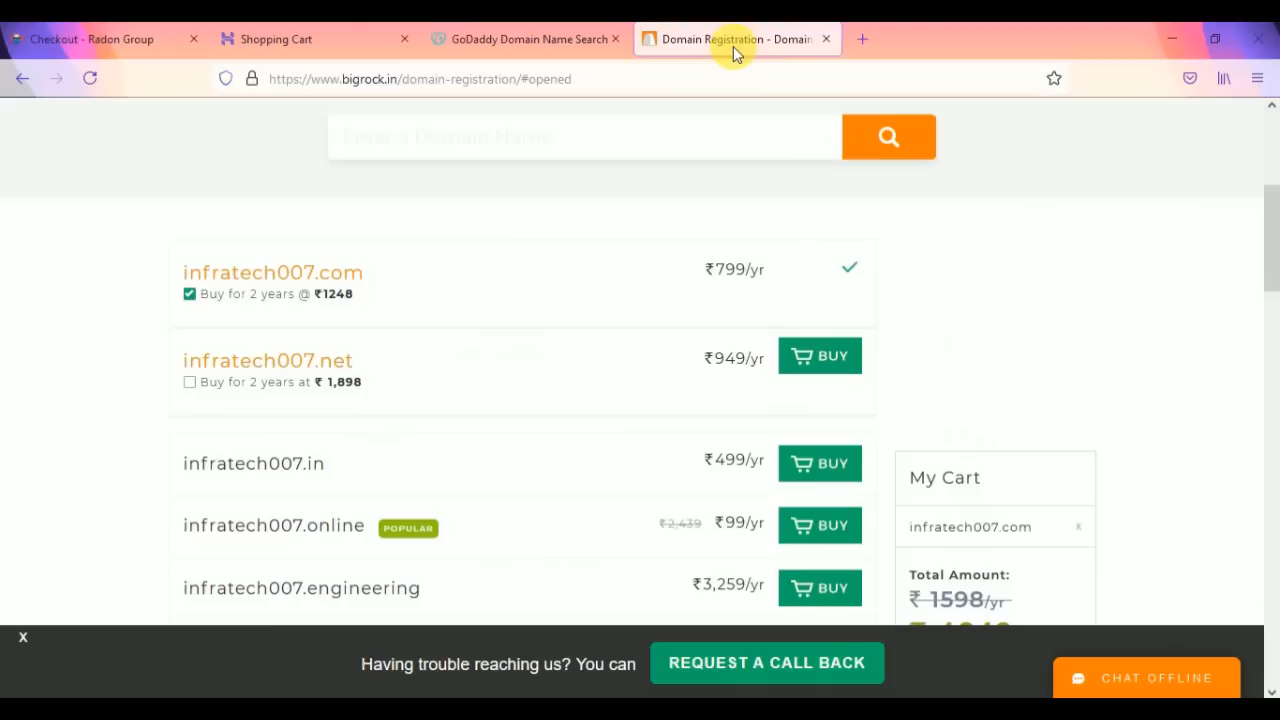 Checkout - Radon Group
Shopping Cart
GoDaddy Domain Name Search
Domain Registration - Domain
https://www.bigrock.in/domain-registration/#opened
Enter a Domain Name
infratech007.com
₹799/yr
Buy for 2 years @ ₹1248
infratech007.net
₹949/yr
BUY
Buy for 2 years at ₹ 1,898
infratech007.in
₹499/yr
BUY
infratech007.online
POPULAR
₹2,439 ₹99/yr
BUY
infratech007.engineering
₹3,259/yr
BUY
My Cart
infratech007.com x
Total Amount:
₹ 1598/yr
X
Having trouble reaching us? You can
REQUEST A CALL BACK
CHAT OFFLINE